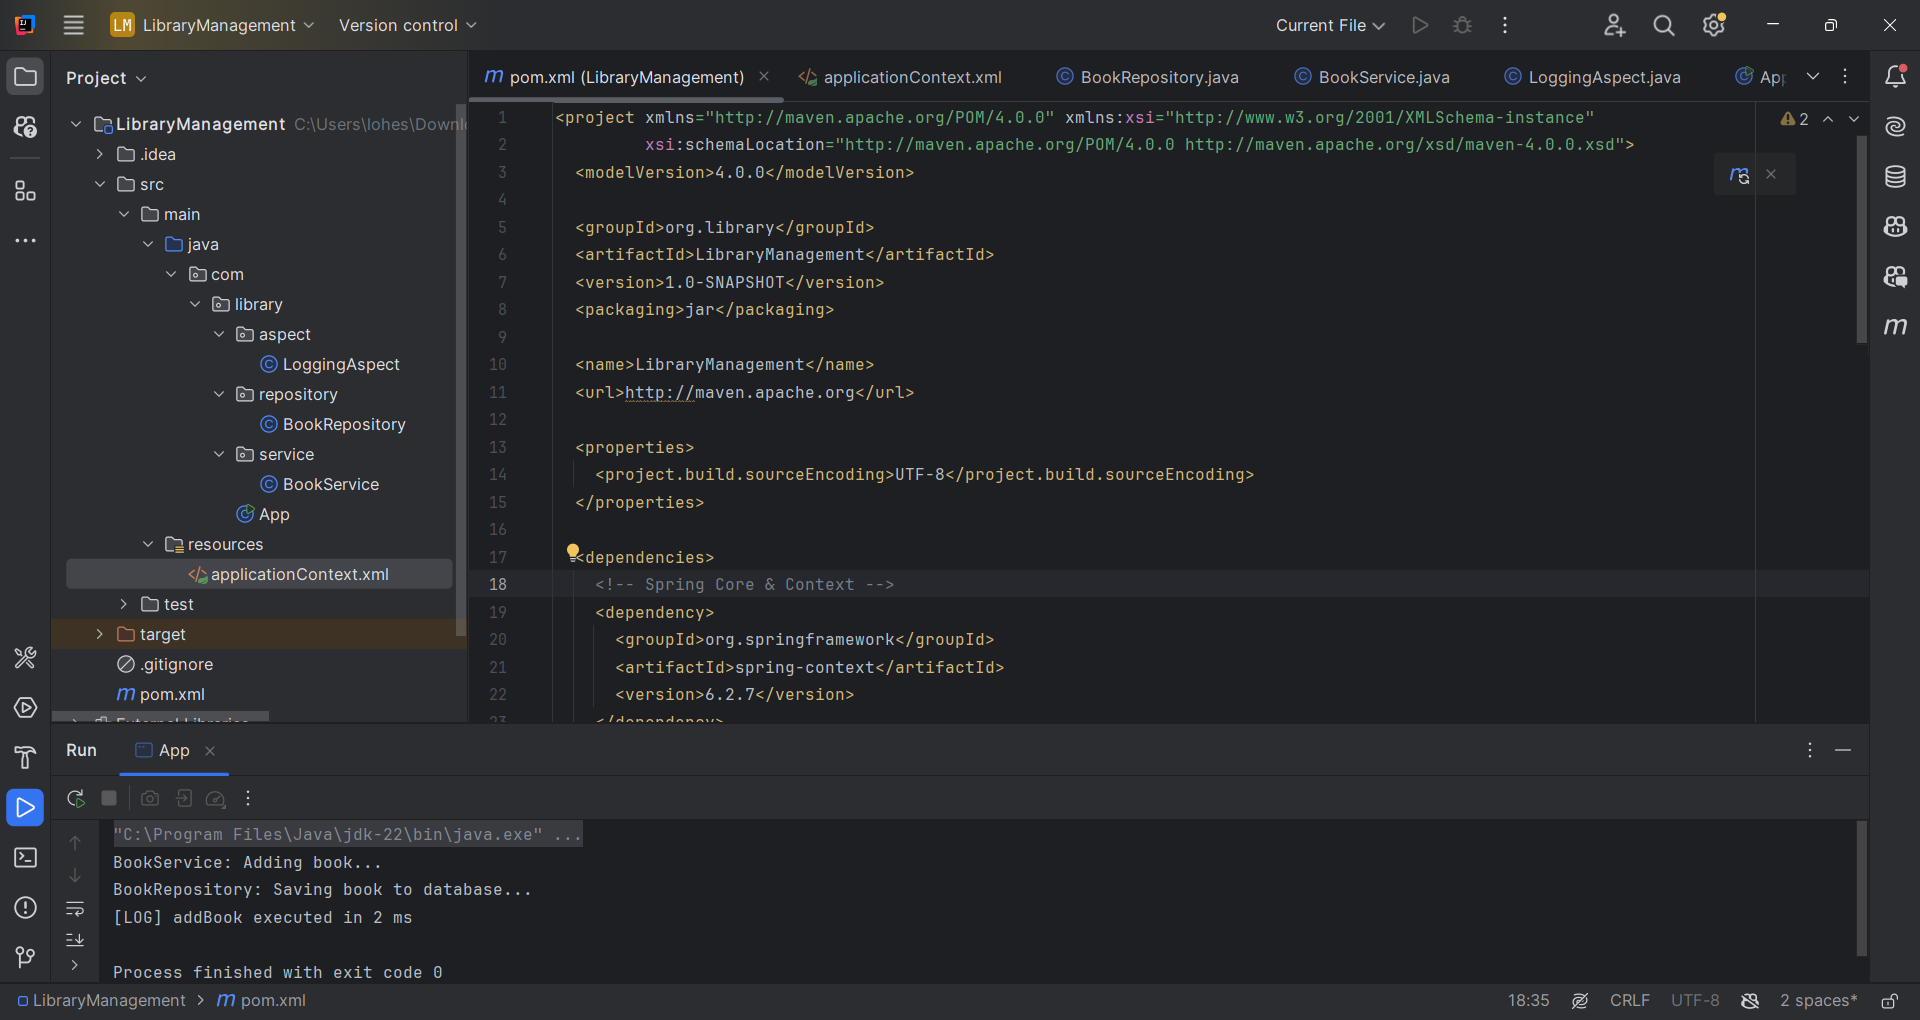 LM LibraryManagement Version control Current File
Project
pom.xml (LibraryManagement) applicationContext.xml BookRepository.java BookService.java LoggingAspect.java App
LibraryManagement C:\Users\lohes\Downl
.idea
src
main
java
com
library
aspect
LoggingAspect
repository
BookRepository
service
BookService
App
resources
applicationContext.xml
test
target
.gitignore
pom.xml
External Libraries
2
1 <project xmlns="http://maven.apache.org/POM/4.0.0" xmlns:xsi="http://www.w3.org/2001/XMLSchema-instance"
2 xsi:schemaLocation="http://maven.apache.org/POM/4.0.0 http://maven.apache.org/xsd/maven-4.0.0.xsd">
3 <modelVersion>4.0.0</modelVersion>
4
5 <groupId>org.library</groupId>
6 <artifactId>LibraryManagement</artifactId>
7 <version>1.0-SNAPSHOT</version>
8 <packaging>jar</packaging>
9
10 <name>LibraryManagement</name>
11 <url>http://maven.apache.org</url>
12
13 <properties>
14 <project.build.sourceEncoding>UTF-8</project.build.sourceEncoding>
15 </properties>
16
17 <dependencies>
18 <!-- Spring Core & Context -->
19 <dependency>
20 <groupId>org.springframework</groupId>
21 <artifactId>spring-context</artifactId>
22 <version>6.2.7</version>
23 </dependency>
Run App
"C:\Program Files\Java\jdk-22\bin\java.exe" ...
BookService: Adding book...
BookRepository: Saving book to database...
[LOG] addBook executed in 2 ms
Process finished with exit code 0
LibraryManagement > pom.xml 18:35 CRLF UTF-8 2 spaces*